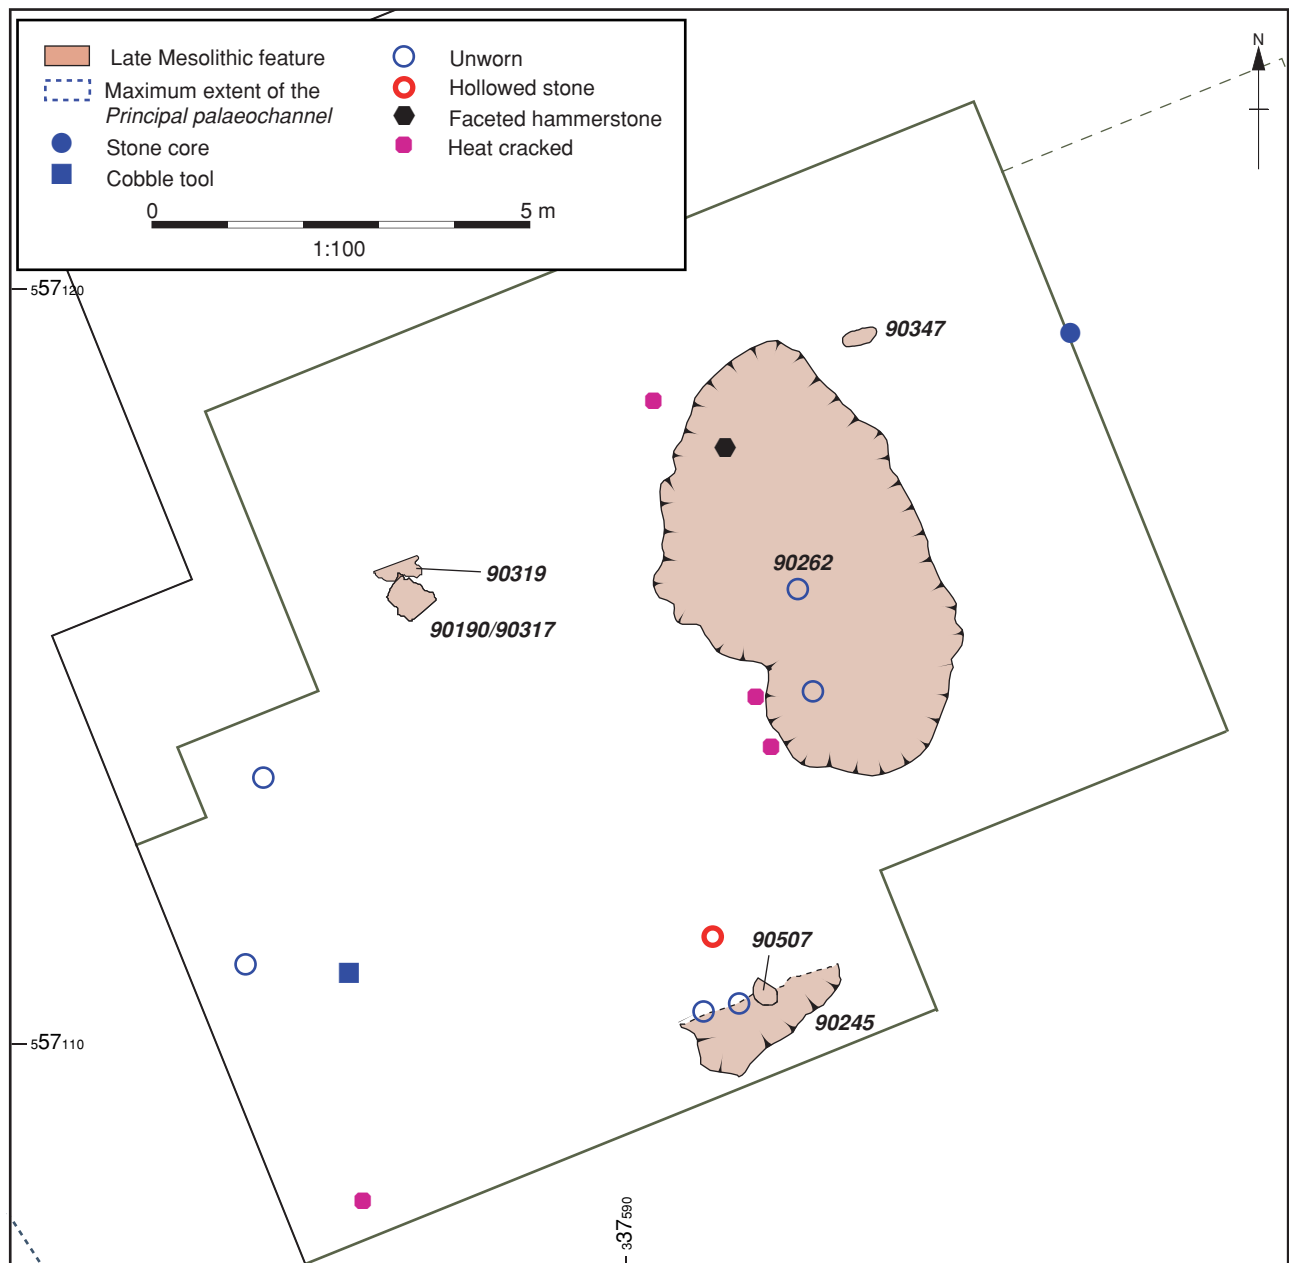 Late Mesolithic feature
Maximum extent of the
Principal palaeochannel
Stone core
Cobble tool
Unworn
Hollowed stone
Faceted hammerstone
Heat cracked
0 5 m
1:100
N
557120
90347
90262
90319
90190/90317
90507
90245
557110
337590